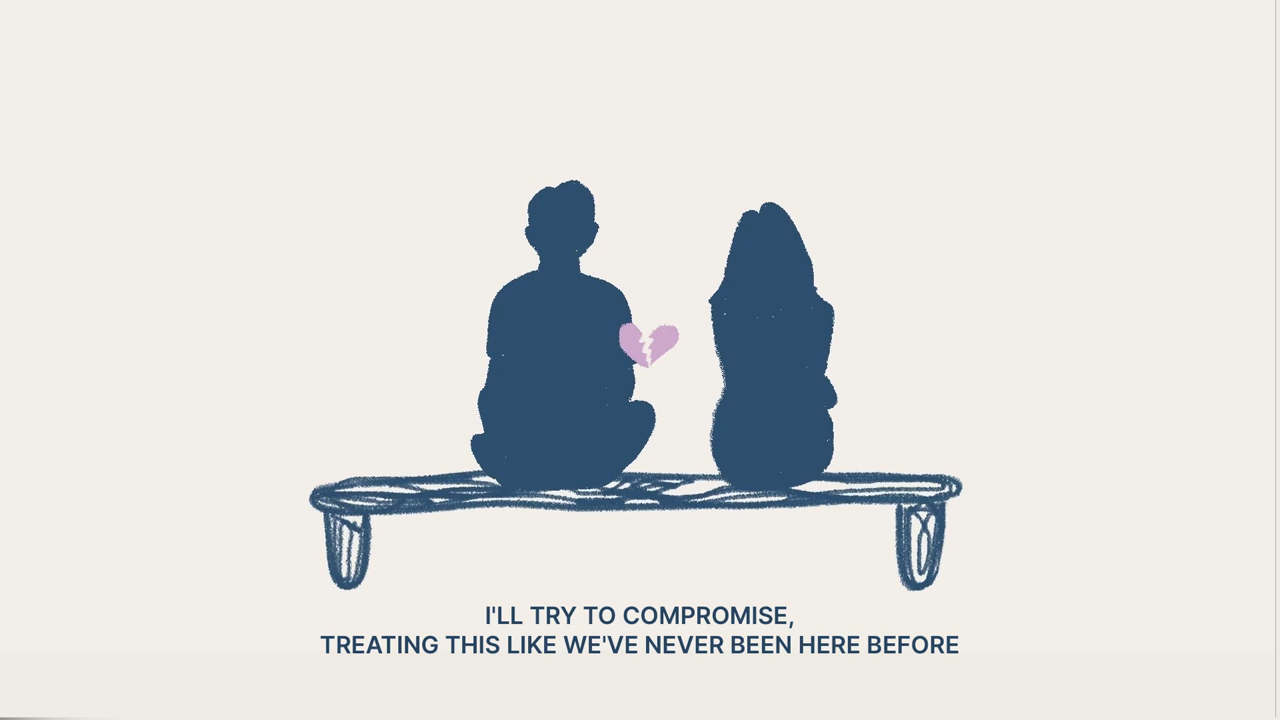 I'LL TRY TO COMPROMISE,
TREATING THIS LIKE WE'VE NEVER BEEN HERE BEFORE